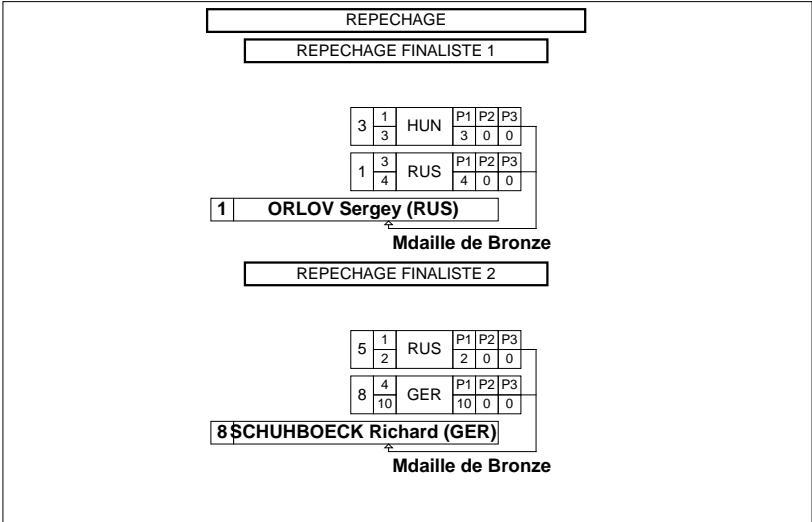 REPECHAGE
REPECHAGE FINALISTE 1
3 1 HUN P1 P2 P3
3 3 0 0
1 3 RUS P1 P2 P3
4 4 0 0
1 ORLOV Sergey (RUS)
Mdaille de Bronze
REPECHAGE FINALISTE 2
5 1 RUS P1 P2 P3
2 2 0 0
8 4 GER P1 P2 P3
10 10 0 0
8 SCHUHBOECK Richard (GER)
Mdaille de Bronze